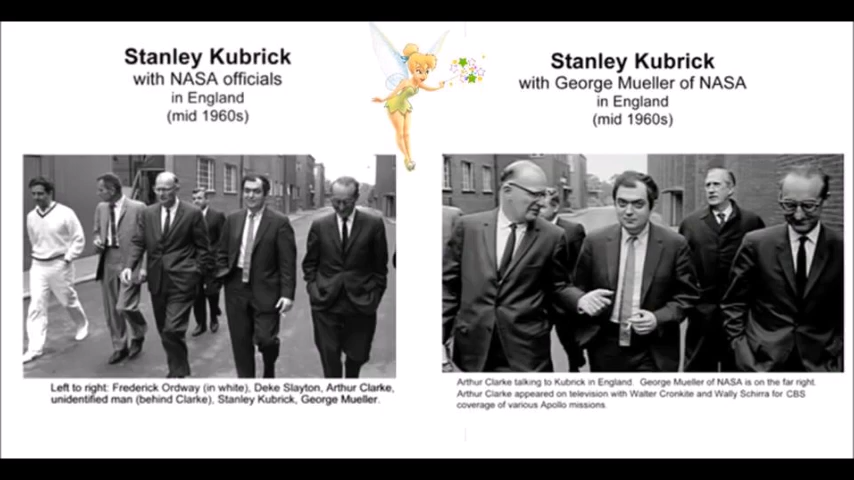 Stanley Kubrick
with NASA officials
in England
(mid 1960s)
Left to right: Frederick Ordway (in white), Deke Slayton, Arthur Clarke,
unidentified man (behind Clarke), Stanley Kubrick, George Mueller.
Stanley Kubrick
with George Mueller of NASA
in England
(mid 1960s)
Arthur Clarke talking to Kubrick in England. George Mueller of NASA is on the far right.
Arthur Clarke appeared on television with Walter Cronkite and Wally Schirra for CBS
coverage of various Apollo missions.